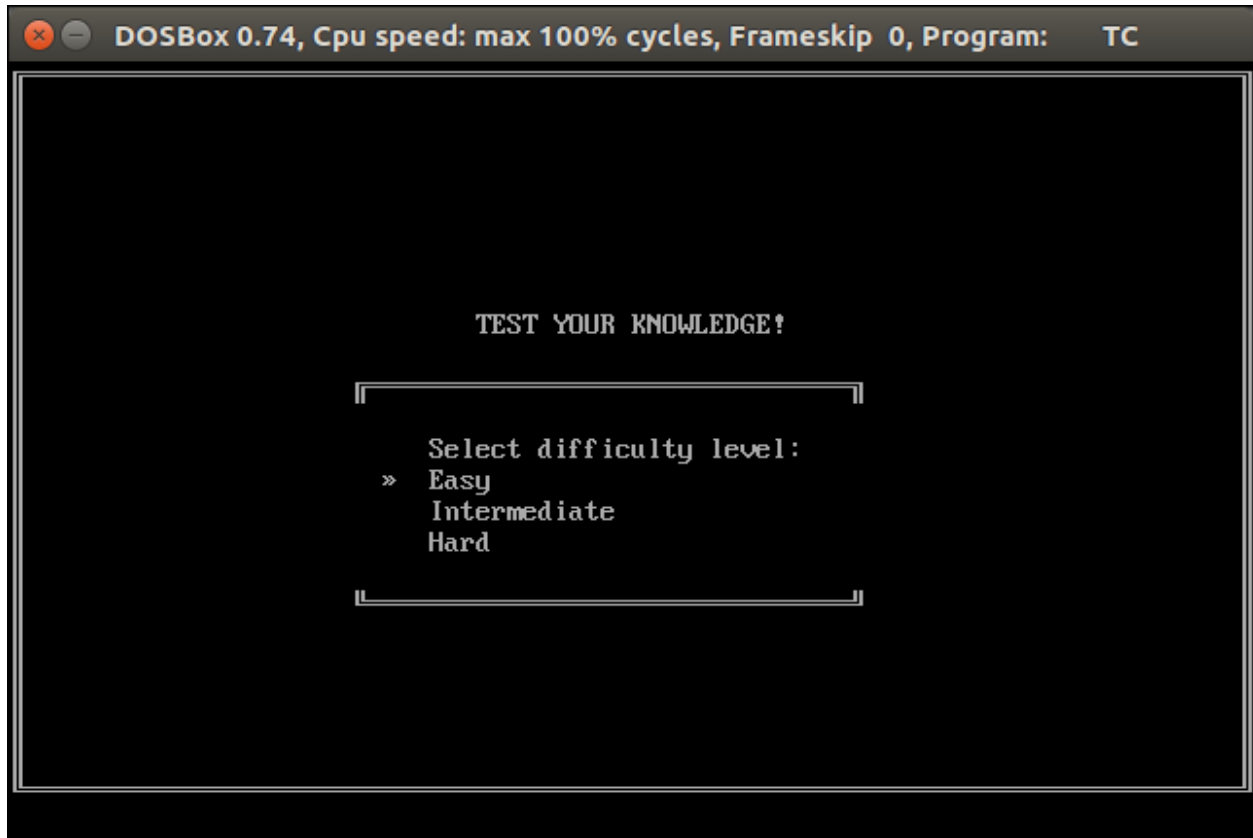 DOSBox 0.74, Cpu speed: max 100% cycles, Frameskip 0, Program: TC
TEST YOUR KNOWLEDGE!
Select difficulty level:
» Easy
Intermediate
Hard